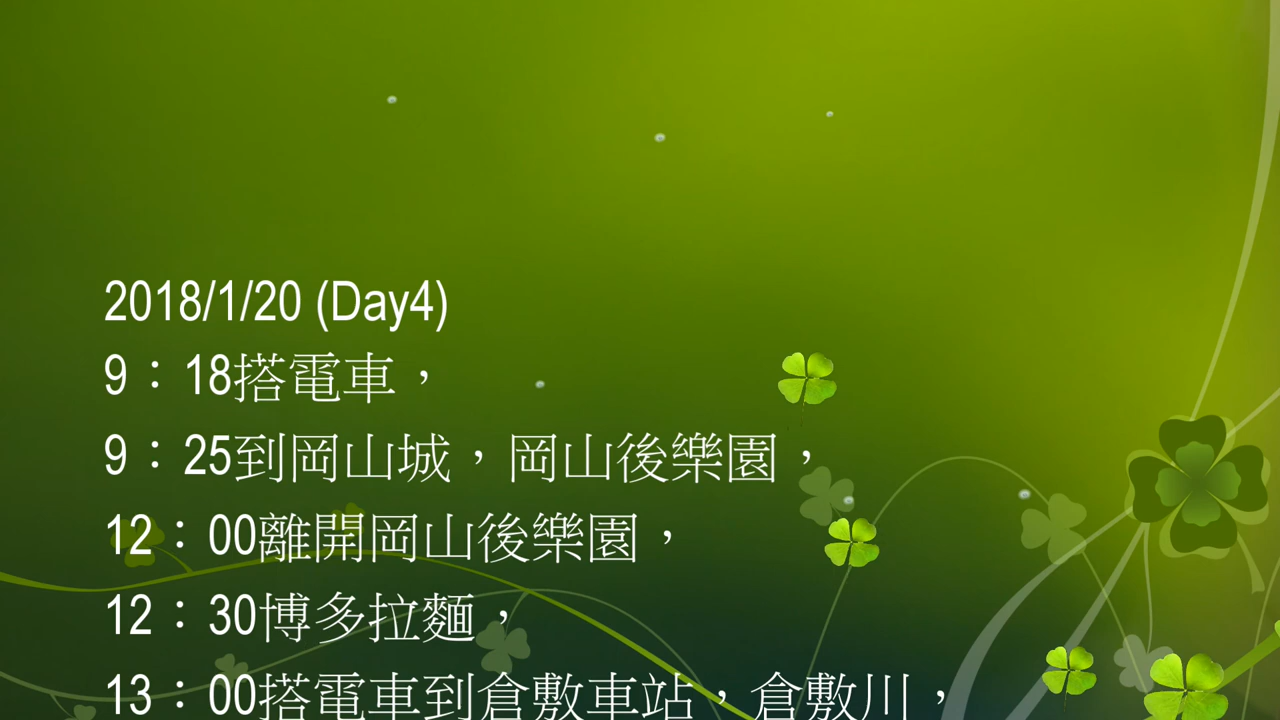 2018/1/20 (Day4)
9：18搭電車，
9：25到岡山城，岡山後樂園，
12：00離開岡山後樂園，
12：30博多拉麵，
13：00搭電車到倉敷車站，倉敷川，